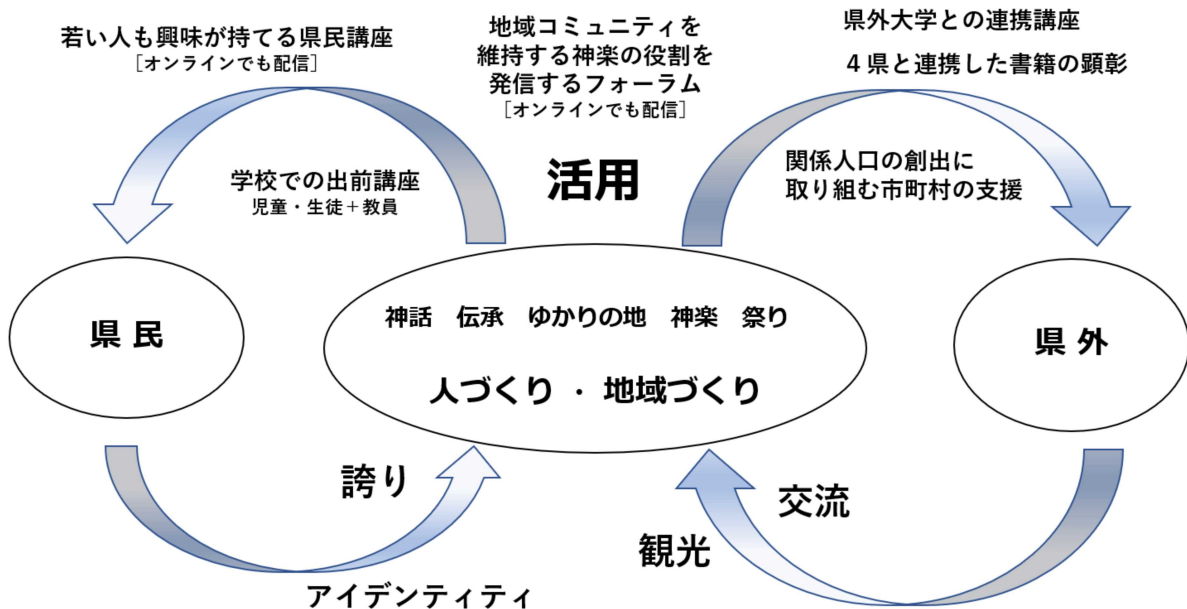 若い人も興味が持てる県民講座
［オンラインでも配信］
地域コミュニティを
維持する神楽の役割を
発信するフォーラム
［オンラインでも配信］
県外大学との連携講座
４県と連携した書籍の顕彰
学校での出前講座
児童・生徒＋教員
活用
関係人口の創出に
取り組む市町村の支援
県 民
神話　伝承　ゆかりの地　神楽　祭り
人づくり ・ 地域づくり
県 外
誇り
アイデンティティ
交流
観光